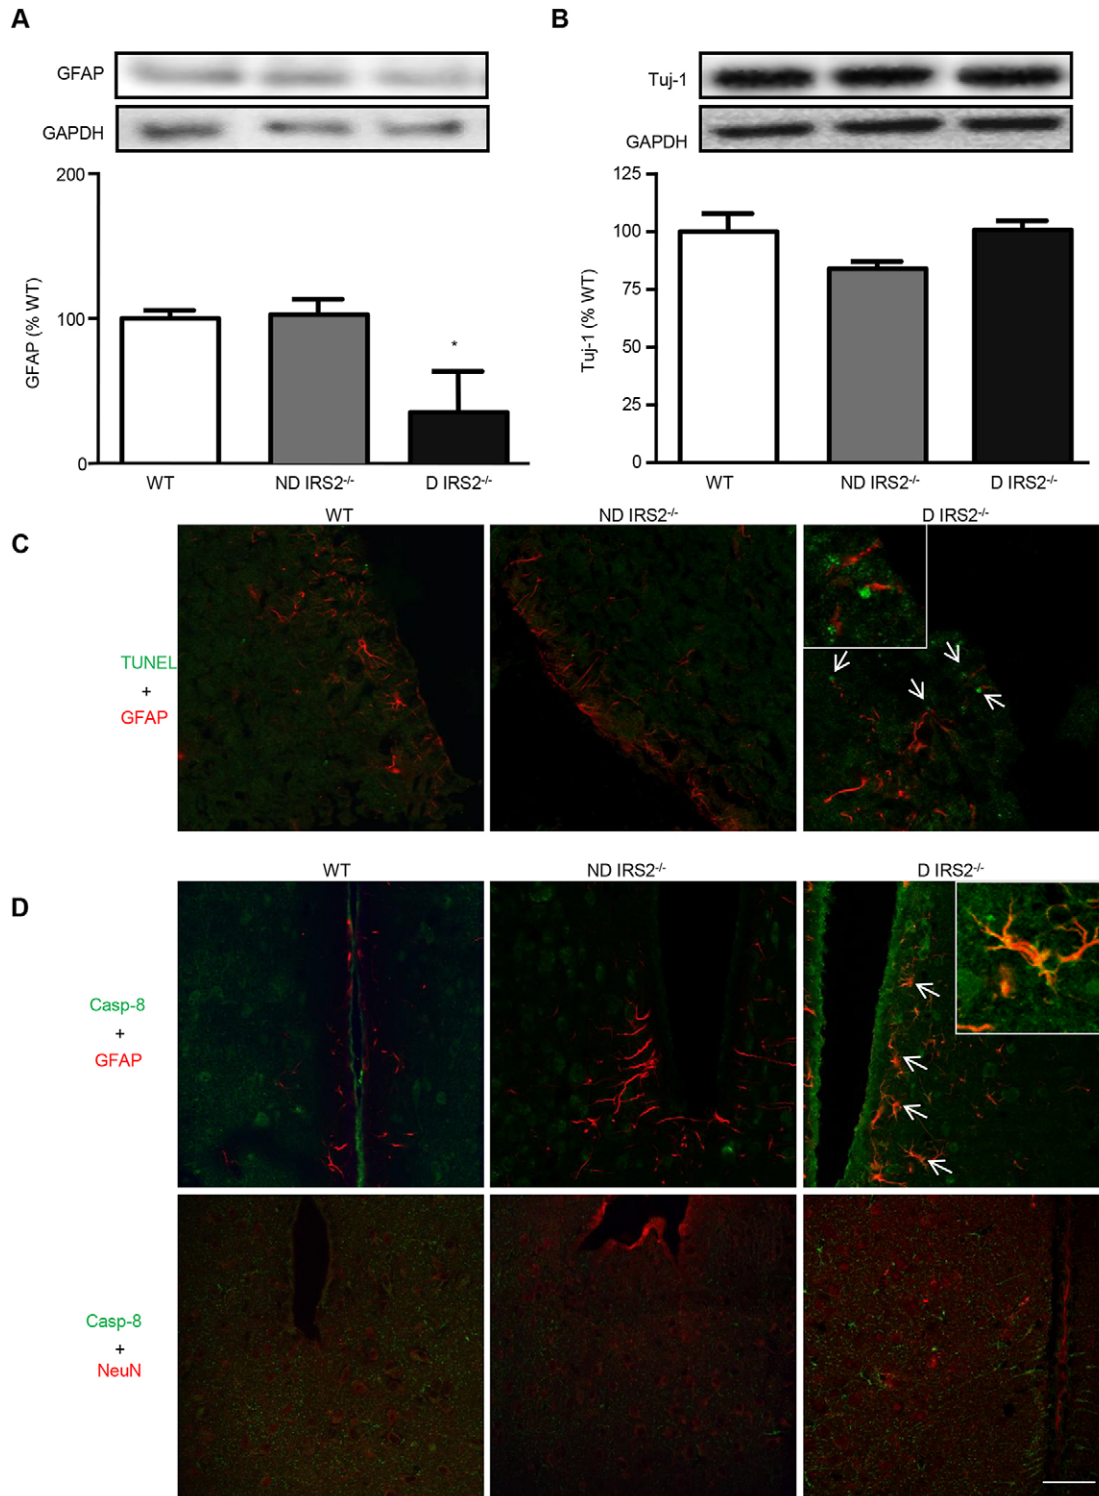 A
GFAP
GAPDH
200
100
0
GFAP (% WT)
*
WT ND IRS2-/- D IRS2-/-
B
Tuj-1
GAPDH
125
100
75
50
25
0
Tuj-1 (% WT)
WT ND IRS2-/- D IRS2-/-
C
WT ND IRS2-/- D IRS2-/-
TUNEL
+
GFAP
D
WT ND IRS2-/- D IRS2-/-
Casp-8
+
GFAP
Casp-8
+
NeuN